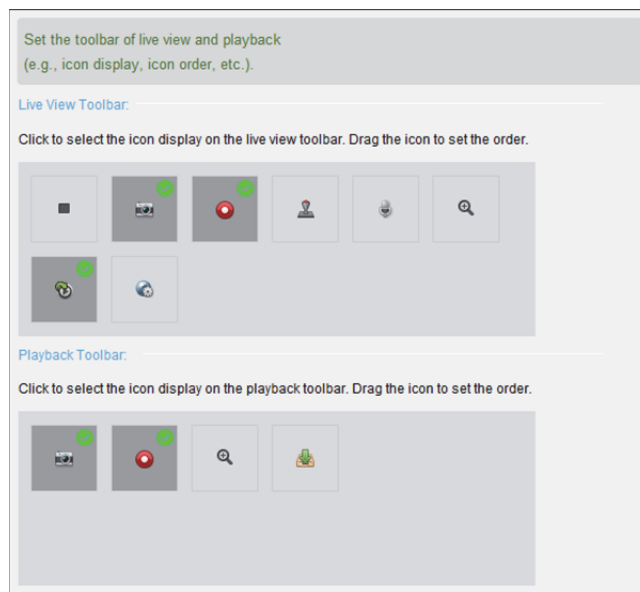 Set the toolbar of live view and playback
(e.g., icon display, icon order, etc.).
Live View Toolbar:
Click to select the icon display on the live view toolbar. Drag the icon to set the order.
Playback Toolbar:
Click to select the icon display on the playback toolbar. Drag the icon to set the order.